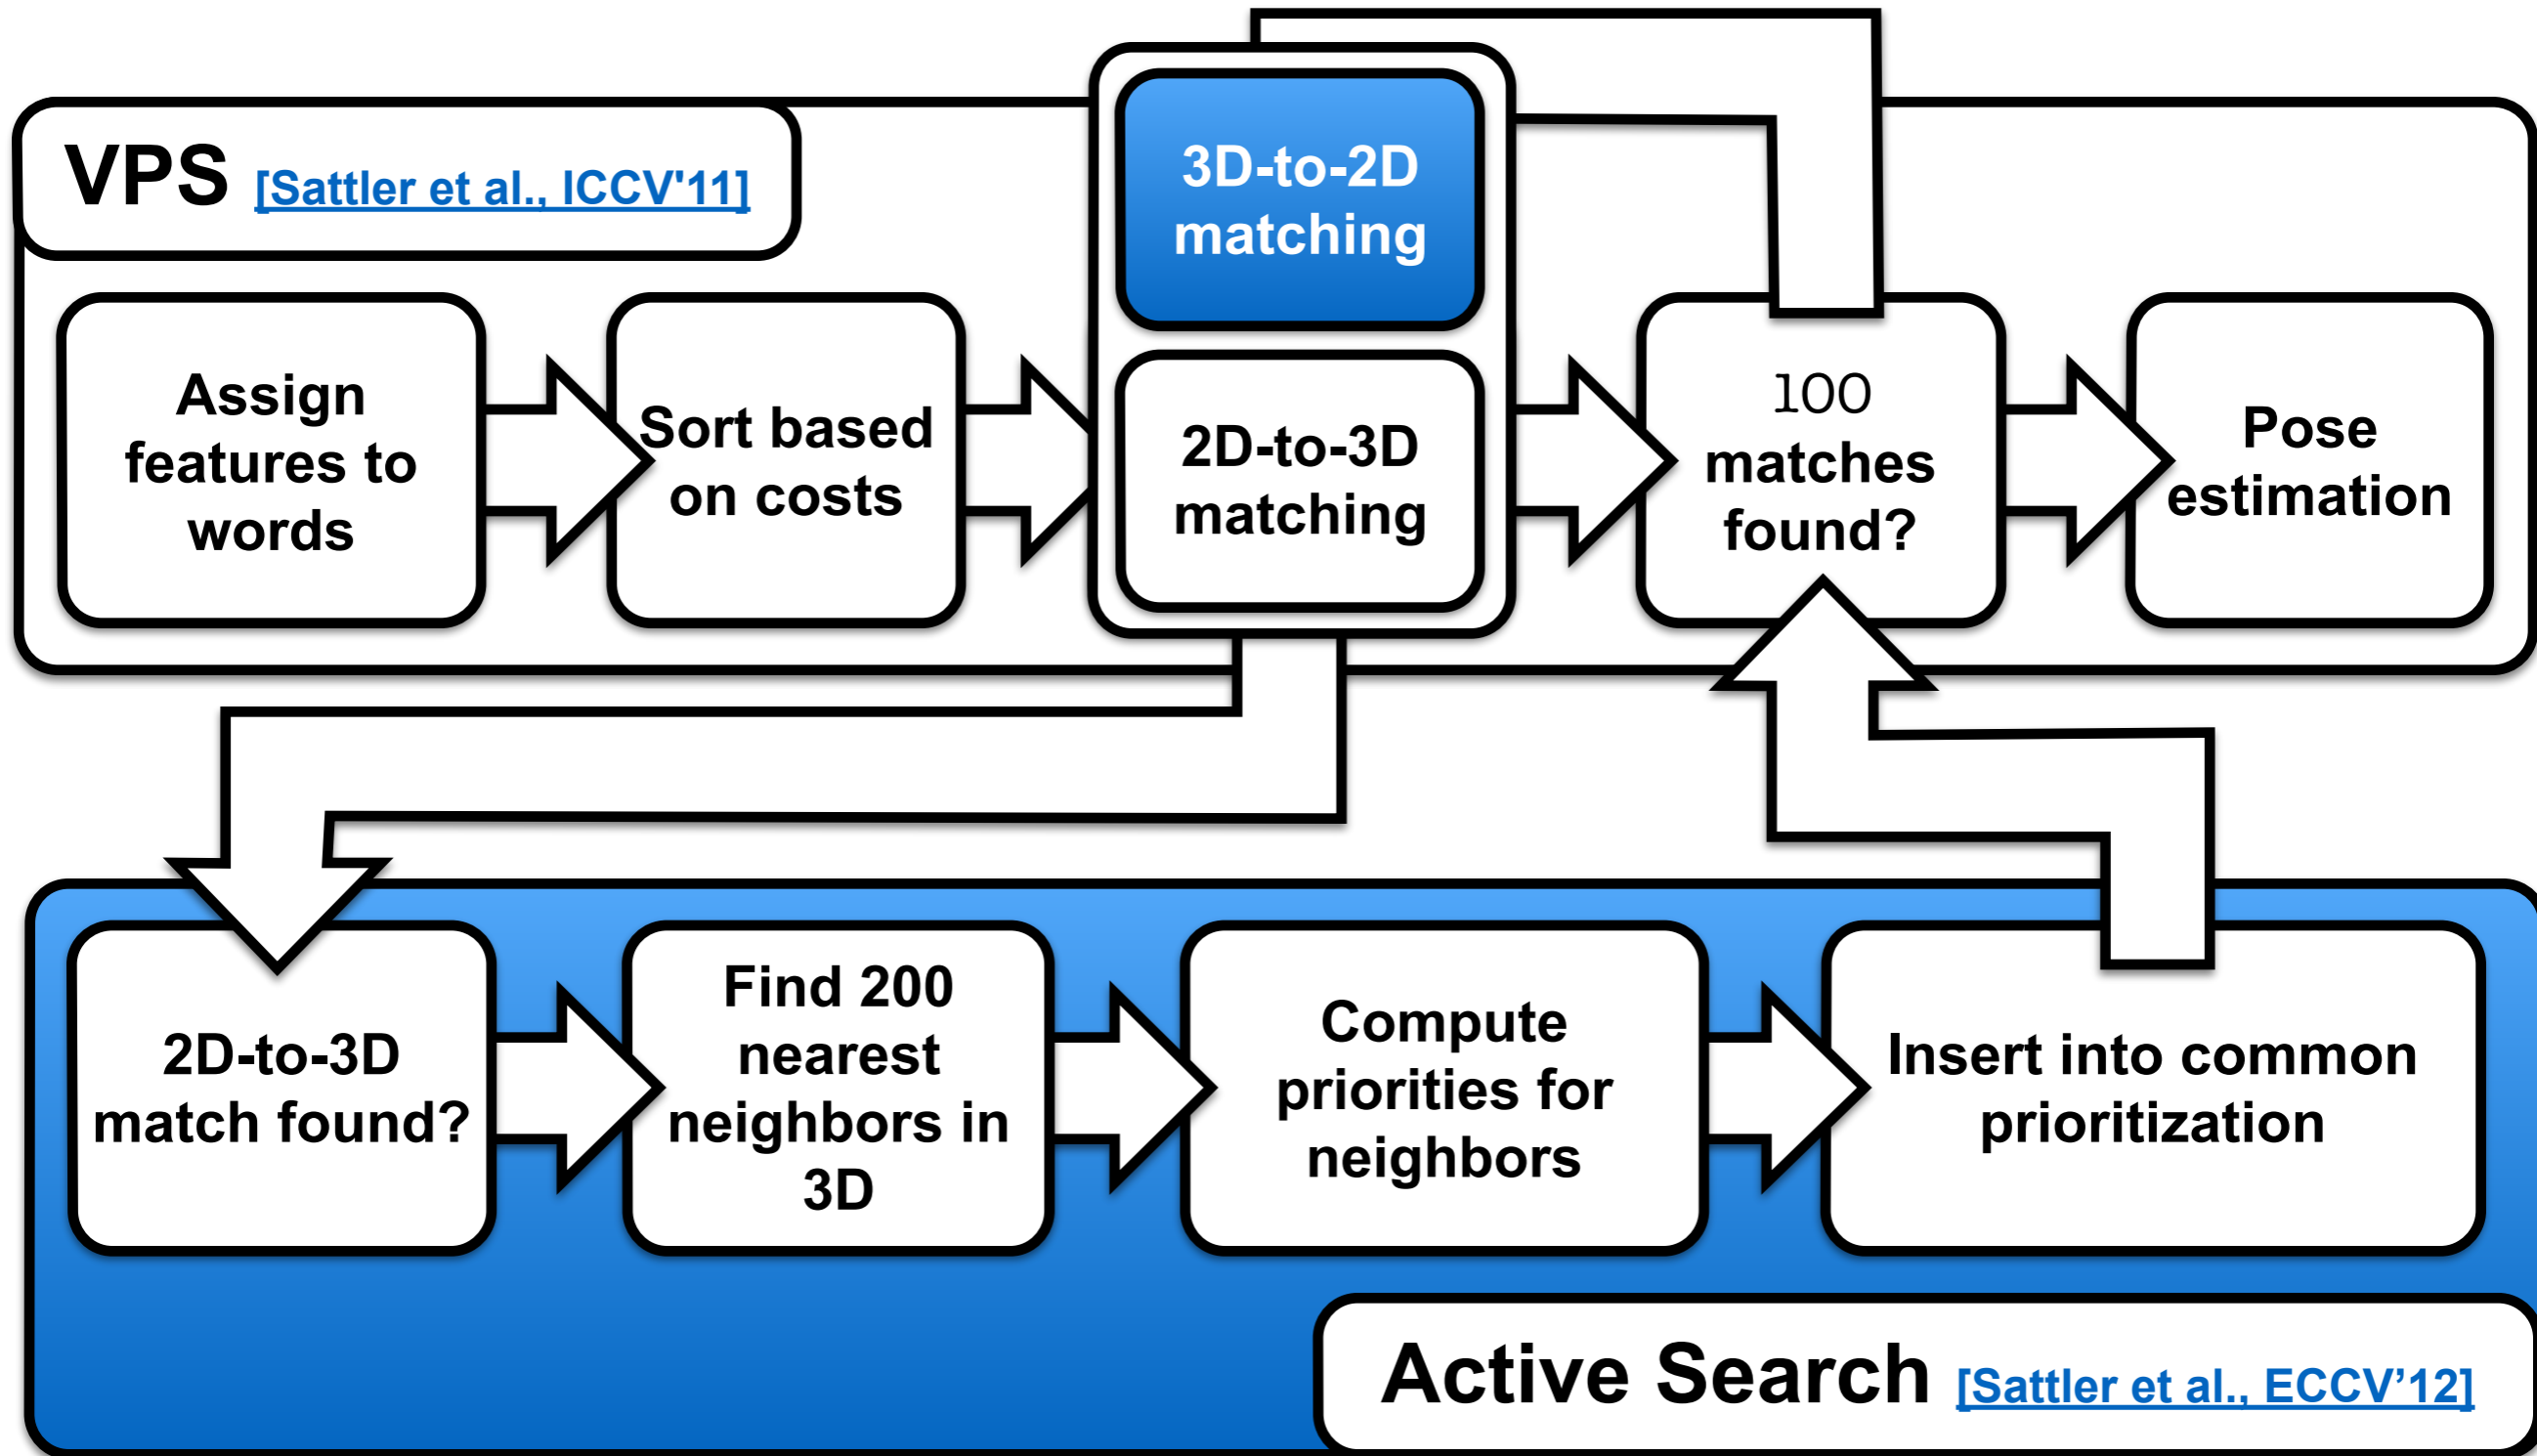 VPS [Sattler et al., ICCV'11]
3D-to-2D
matching
Assign
features to
words
Sort based
on costs
2D-to-3D
matching
100
matches
found?
Pose
estimation
2D-to-3D
match found?
Find 200
nearest
neighbors in
3D
Compute
priorities for
neighbors
Insert into common
prioritization
Active Search [Sattler et al., ECCV’12]